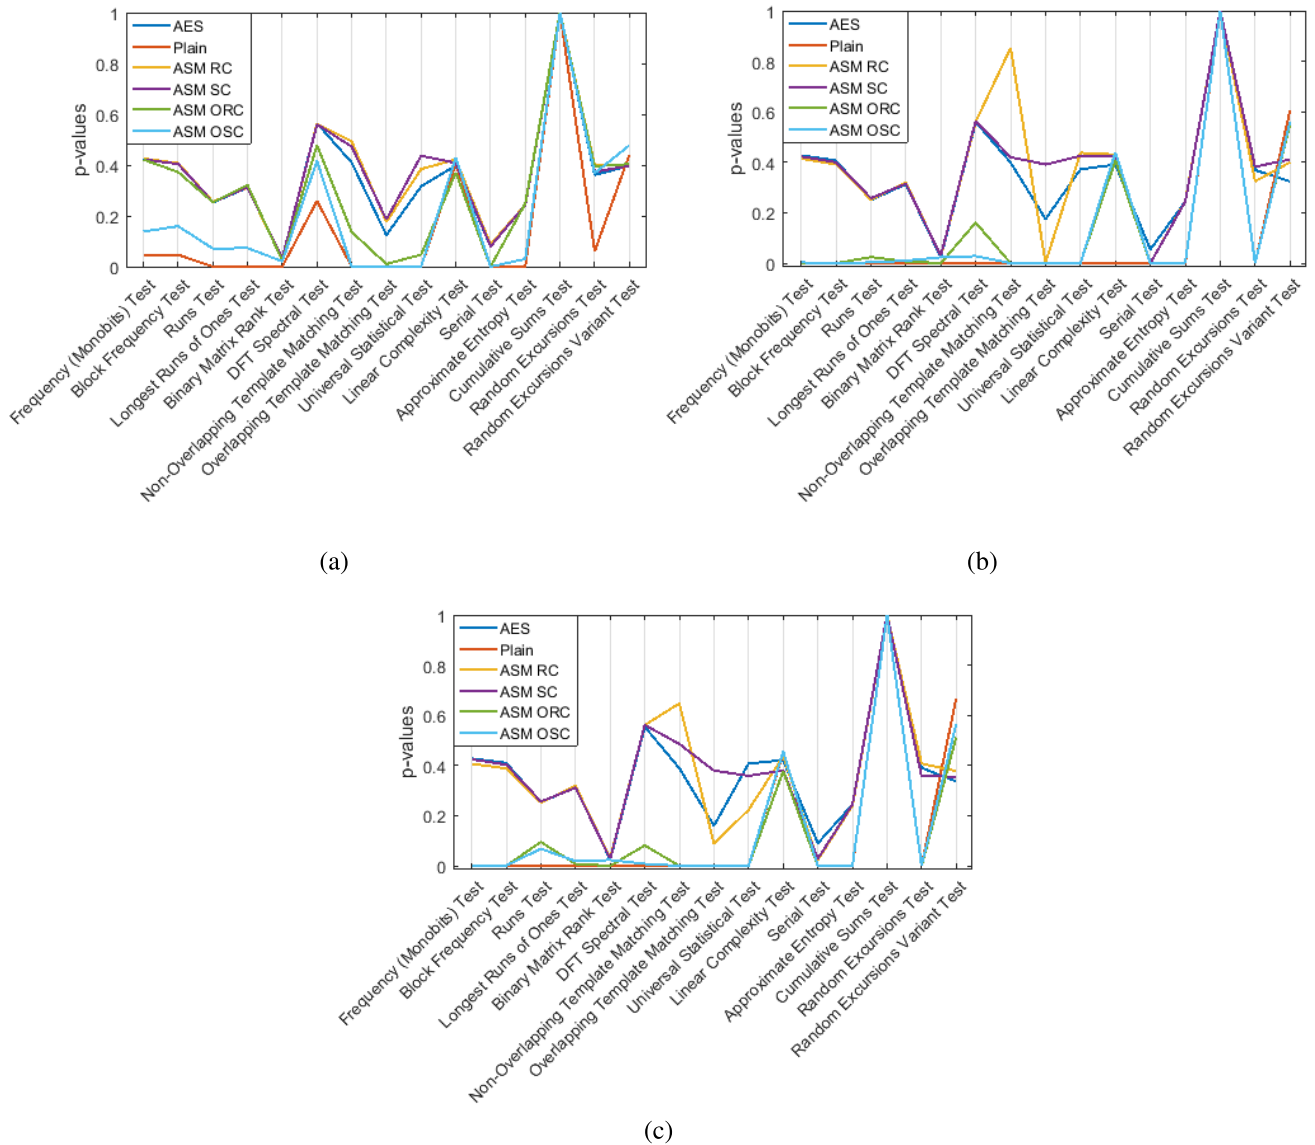 1
0.8
0.6
0.4
0.2
0
p-values
AES
Plain
ASM RC
ASM SC
ASM ORC
ASM OSC
Frequency (Monobits) Test
Block Frequency Test
Runs Test
Longest Runs of Ones Test
Binary Matrix Rank Test
DFT Spectral Test
Non-Overlapping Template Matching Test
Overlapping Template Matching Test
Universal Statistical Test
Linear Complexity Test
Serial Test
Approximate Entropy Test
Cumulative Sums Test
Random Excursions Test
Random Excursions Variant Test
(a)
1
0.8
0.6
0.4
0.2
0
p-values
AES
Plain
ASM RC
ASM SC
ASM ORC
ASM OSC
Frequency (Monobits) Test
Block Frequency Test
Runs Test
Longest Runs of Ones Test
Binary Matrix Rank Test
DFT Spectral Test
Non-Overlapping Template Matching Test
Overlapping Template Matching Test
Universal Statistical Test
Linear Complexity Test
Serial Test
Approximate Entropy Test
Cumulative Sums Test
Random Excursions Test
Random Excursions Variant Test
(b)
1
0.8
0.6
0.4
0.2
0
p-values
AES
Plain
ASM RC
ASM SC
ASM ORC
ASM OSC
Frequency (Monobits) Test
Block Frequency Test
Runs Test
Longest Runs of Ones Test
Binary Matrix Rank Test
DFT Spectral Test
Non-Overlapping Template Matching Test
Overlapping Template Matching Test
Universal Statistical Test
Linear Complexity Test
Serial Test
Approximate Entropy Test
Cumulative Sums Test
Random Excursions Test
Random Excursions Variant Test
(c)